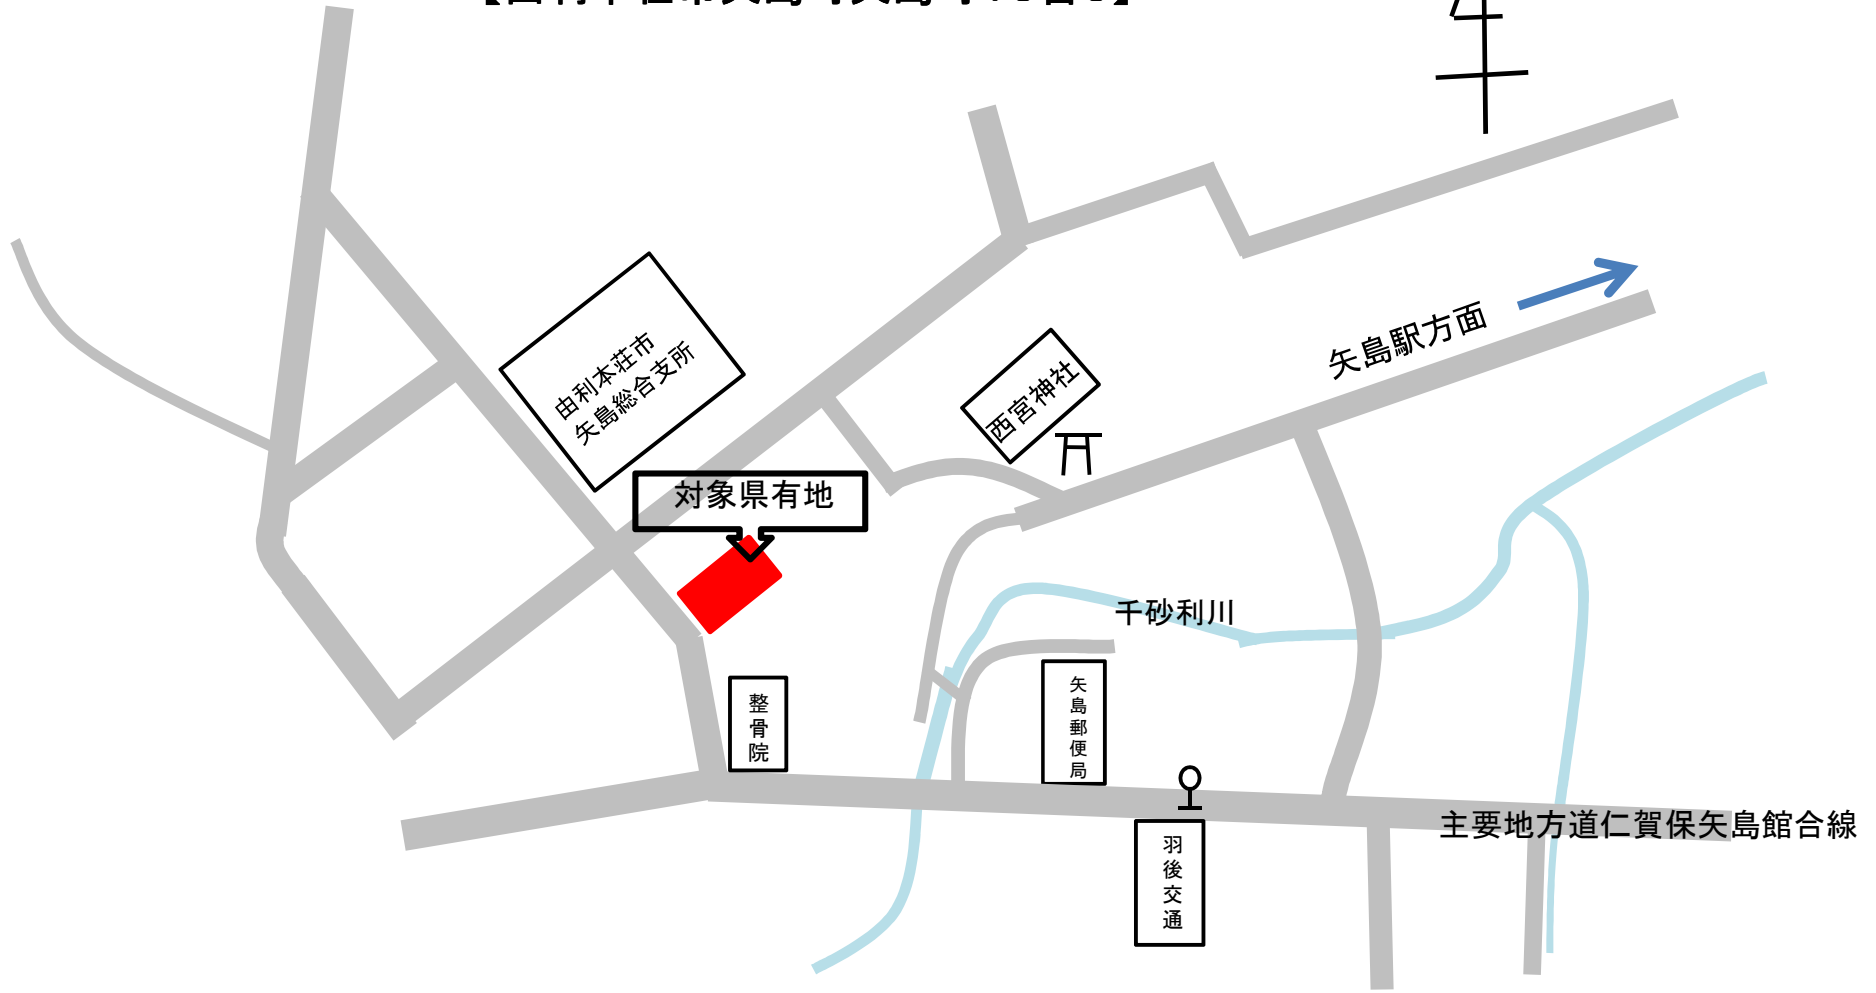 由利本荘市
矢島総合支所
対象県有地
西宮神社
矢島駅方面
千砂利川
整骨院
矢島郵便局
羽後交通
主要地方道仁賀保矢島館合線